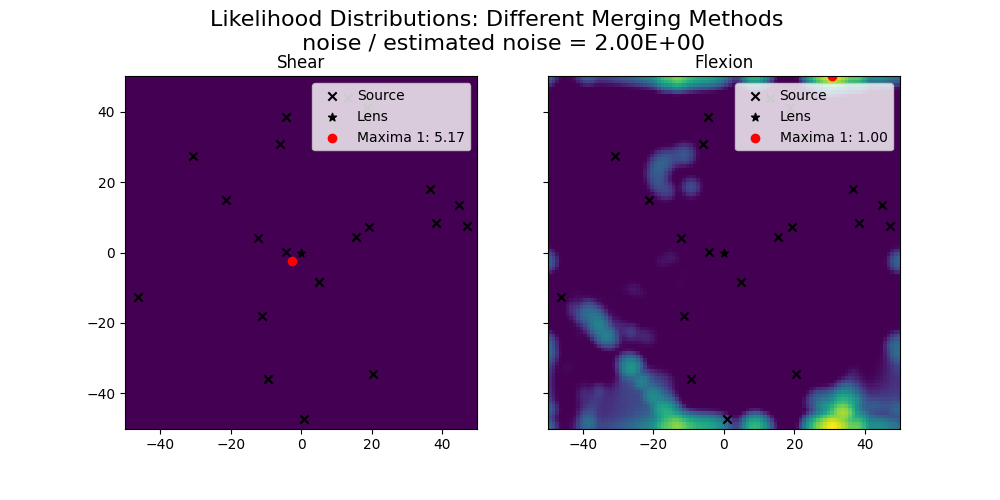 Likelihood Distributions: Different Merging Methods
noise / estimated noise = 2.00E+00
Shear
Flexion
Source
Lens
Maxima 1: 5.17
Source
Lens
Maxima 1: 1.00
40
20
0
−20
−40
−40 −20 0 20 40
−40 −20 0 20 40